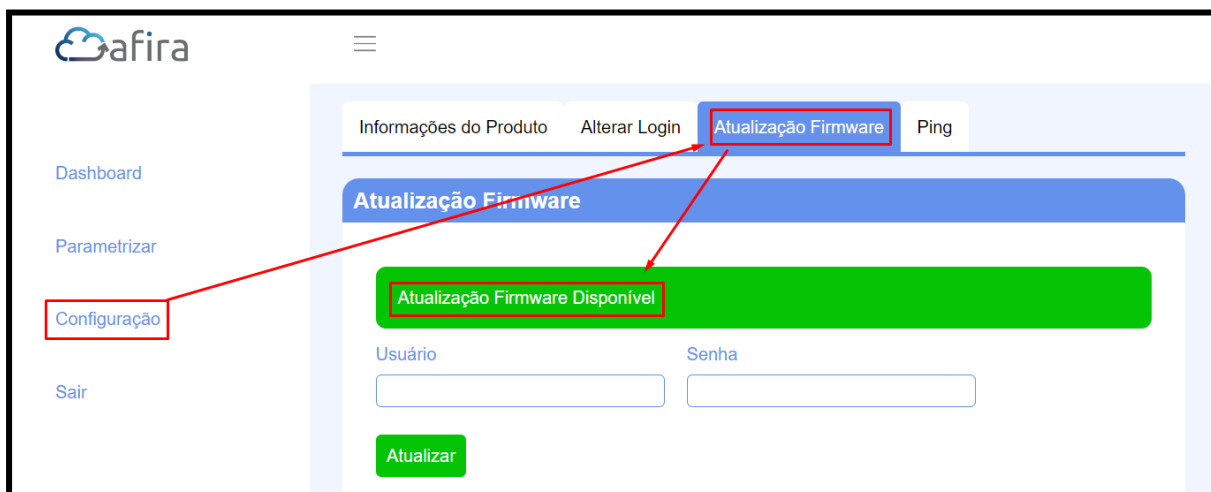 afira
Informações do Produto
Alterar Login
Atualização Firmware
Ping
Dashboard
Parametrizar
Configuração
Sair
Atualização Firmware
Atualização Firmware Disponível
Usuário
Senha
Atualizar